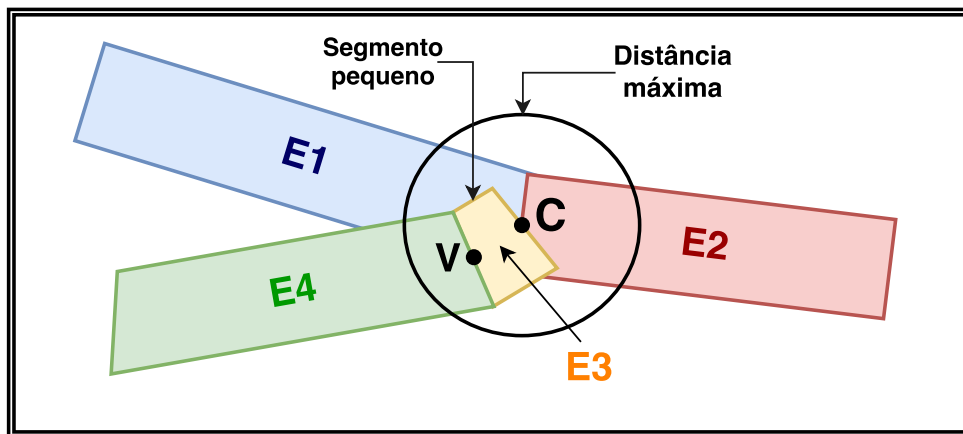 Segmento
pequeno
Distância
máxima
E1
C
E2
V
E4
E3